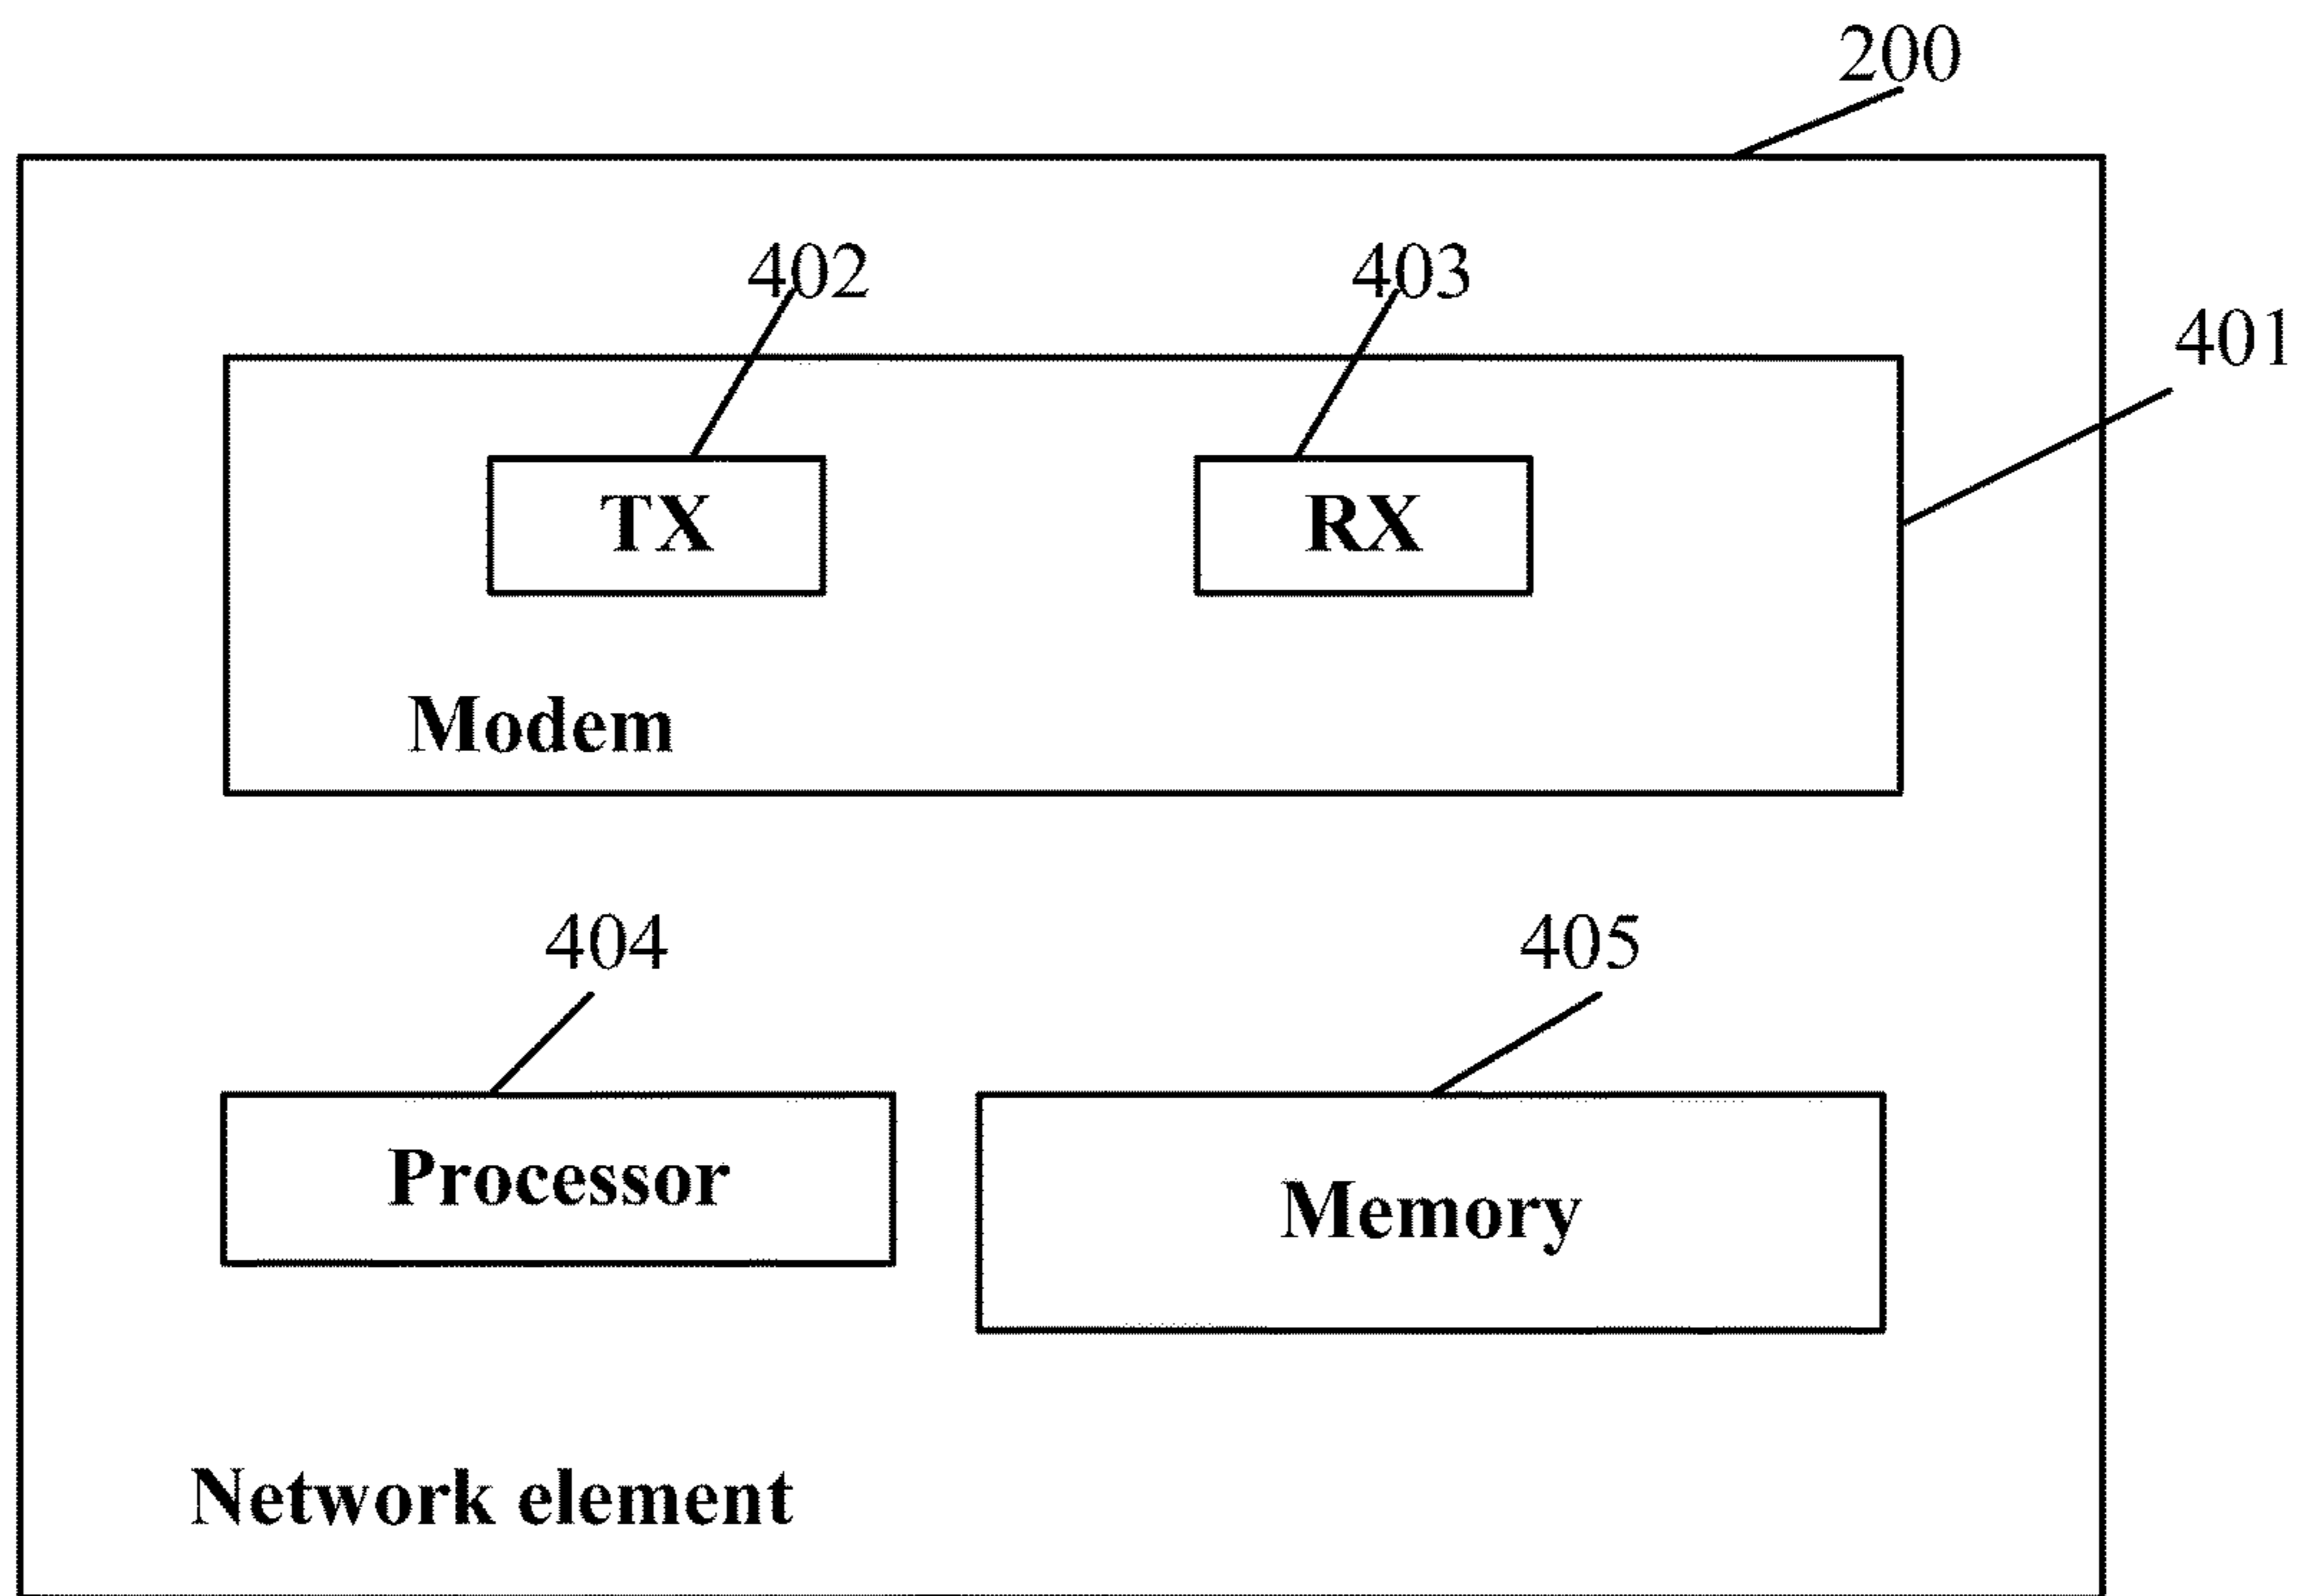 200
402
403
401
TX
RX
Modem
404
405
Processor
Memory
Network element